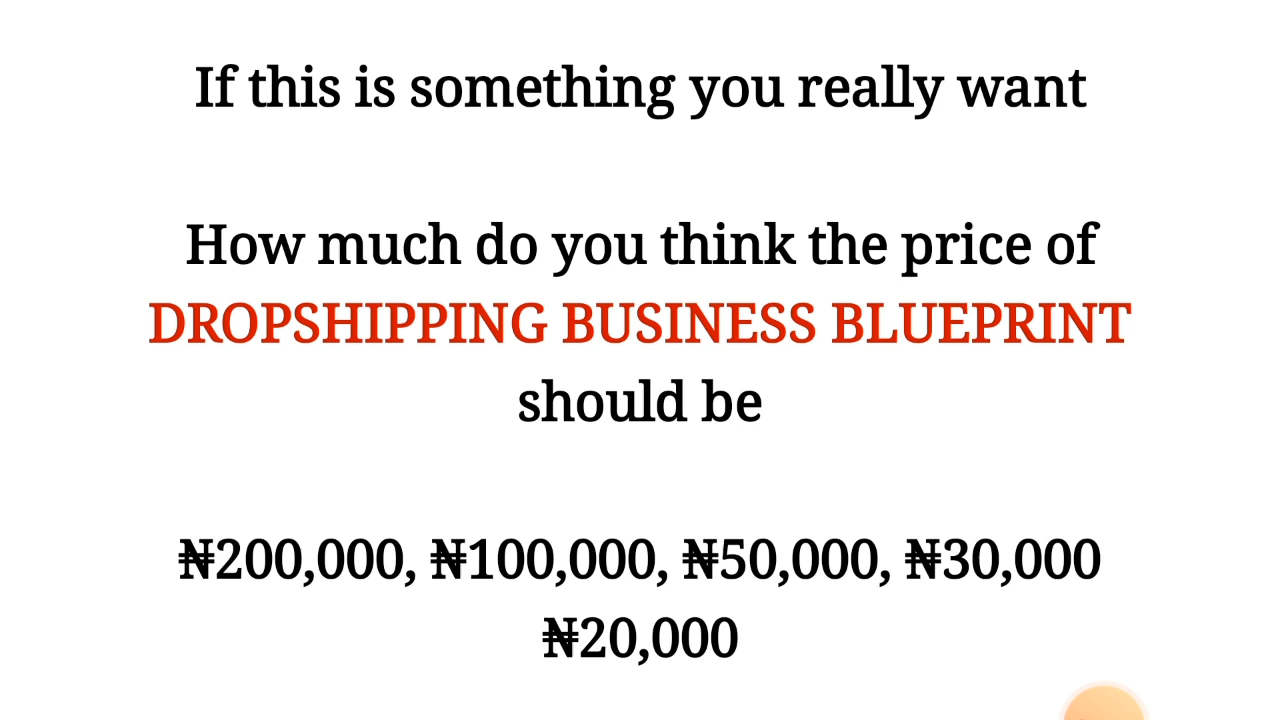 If this is something you really want
How much do you think the price of
DROPSHIPPING BUSINESS BLUEPRINT
should be
₦200,000, ₦100,000, ₦50,000, ₦30,000
₦20,000